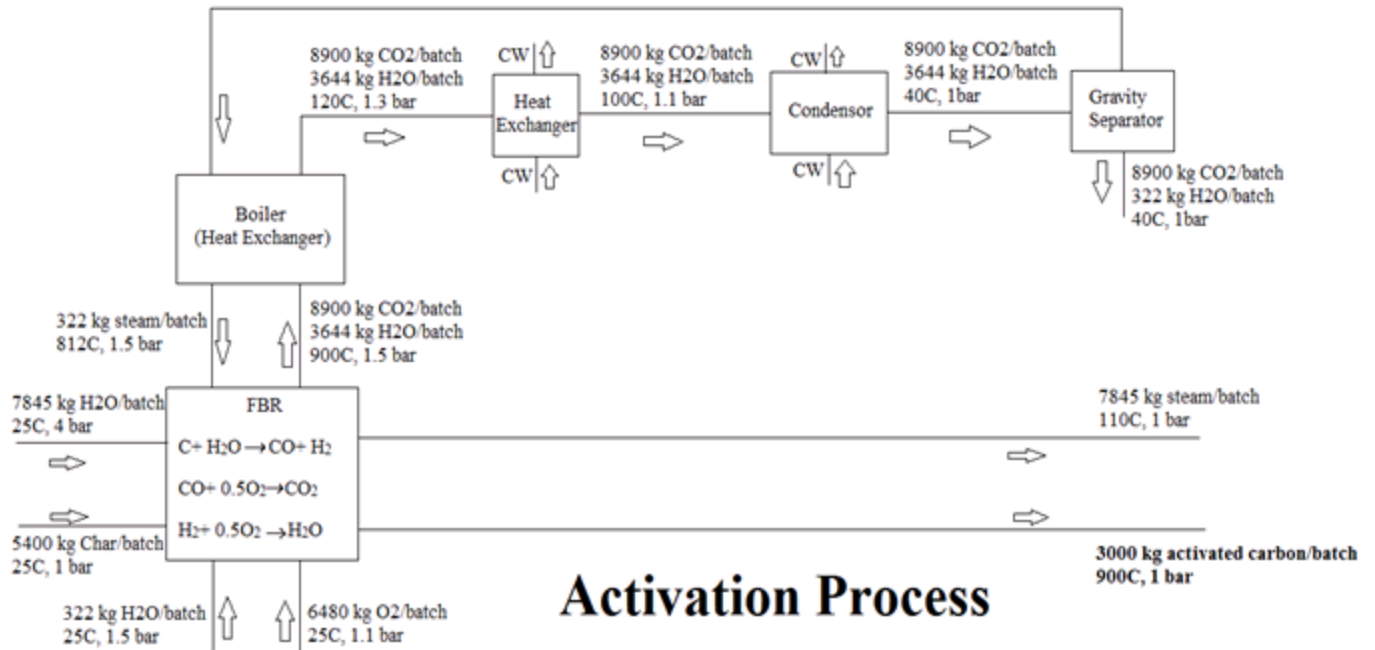 8900 kg CO2/batch
3644 kg H2O/batch
120C, 1.3 bar
CW
Heat
Exchanger
CW
8900 kg CO2/batch
3644 kg H2O/batch
100C, 1.1 bar
CW
Condensor
CW
8900 kg CO2/batch
3644 kg H2O/batch
40C, 1bar
Gravity
Separator
8900 kg CO2/batch
322 kg H2O/batch
40C, 1bar
Boiler
(Heat Exchanger)
322 kg steam/batch
812C, 1.5 bar
8900 kg CO2/batch
3644 kg H2O/batch
900C, 1.5 bar
7845 kg H2O/batch
25C, 4 bar
FBR
C+ H2O →CO+ H2
CO+ 0.5O2→CO2
H2+ 0.5O2 →H2O
7845 kg steam/batch
110C, 1 bar
5400 kg Char/batch
25C, 1 bar
3000 kg activated carbon/batch
900C, 1 bar
322 kg H2O/batch
25C, 1.5 bar
6480 kg O2/batch
25C, 1.1 bar
Activation Process